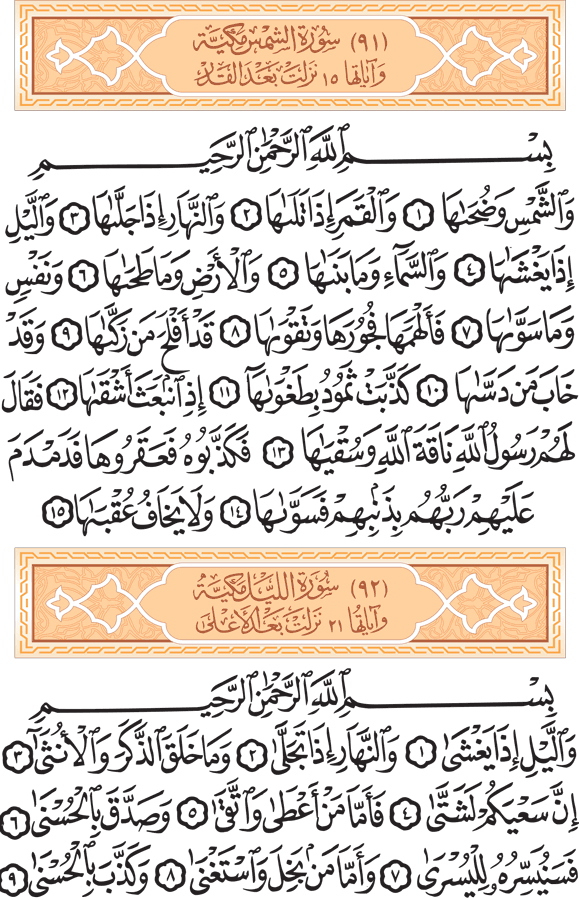 (٩١) سُورَةُ الشَّمْسِ مَكِّيَّة
وَآيَاتُهَا ١٥ نَزَلَتْ بَعْدَ القَدْر
بِسْمِ ٱللَّهِ ٱلرَّحْمَٰنِ ٱلرَّحِيمِ
وَٱلشَّمْسِ وَضُحَىٰهَا ١ وَٱلْقَمَرِ إِذَا تَلَىٰهَا ٢ وَٱلنَّهَارِ إِذَا جَلَّىٰهَا ٣ وَٱلَّيْلِ
إِذَا يَغْشَىٰهَا ٤ وَٱلسَّمَآءِ وَمَا بَنَىٰهَا ٥ وَٱلْأَرْضِ وَمَا طَحَىٰهَا ٦ وَنَفْسٍ
وَمَا سَوَّىٰهَا ٧ فَأَلْهَمَهَا فُجُورَهَا وَتَقْوَىٰهَا ٨ قَدْ أَفْلَحَ مَن زَكَّىٰهَا ٩ وَقَدْ
خَابَ مَن دَسَّىٰهَا ١٠ كَذَّبَتْ ثَمُودُ بِطَغْوَىٰهَآ ١١ إِذِ ٱنۢبَعَثَ أَشْقَىٰهَا ١٢ فَقَالَ
لَهُمْ رَسُولُ ٱللَّهِ نَاقَةَ ٱللَّهِ وَسُقْيَٰهَا ١٣ فَكَذَّبُوهُ فَعَقَرُوهَا فَدَمْدَمَ
عَلَيْهِمْ رَبُّهُم بِذَنۢبِهِمْ فَسَوَّىٰهَا ١٤ وَلَا يَخَافُ عُقْبَٰهَا ١٥
(٩٢) سُورَةُ اللَّيْلِ مَكِّيَّةُ
وَآيَاتُهَا ٢١ نَزَلَتْ بَعْدَ الأَعْلَىٰ
بِسْمِ ٱللَّهِ ٱلرَّحْمَٰنِ ٱلرَّحِيمِ
وَٱلَّيْلِ إِذَا يَغْشَىٰ ١ وَٱلنَّهَارِ إِذَا تَجَلَّىٰ ٢ وَمَا خَلَقَ ٱلذَّكَرَ وَٱلْأُنثَىٰٓ ٣
إِنَّ سَعْيَكُمْ لَشَتَّىٰ ٤ فَأَمَّا مَنْ أَعْطَىٰ وَٱتَّقَىٰ ٥ وَصَدَّقَ بِٱلْحُسْنَىٰ ٦
فَسَنُيَسِّرُهُۥ لِلْيُسْرَىٰ ٧ وَأَمَّا مَنۢ بَخِلَ وَٱسْتَغْنَىٰ ٨ وَكَذَّبَ بِٱلْحُسْنَىٰ ٩